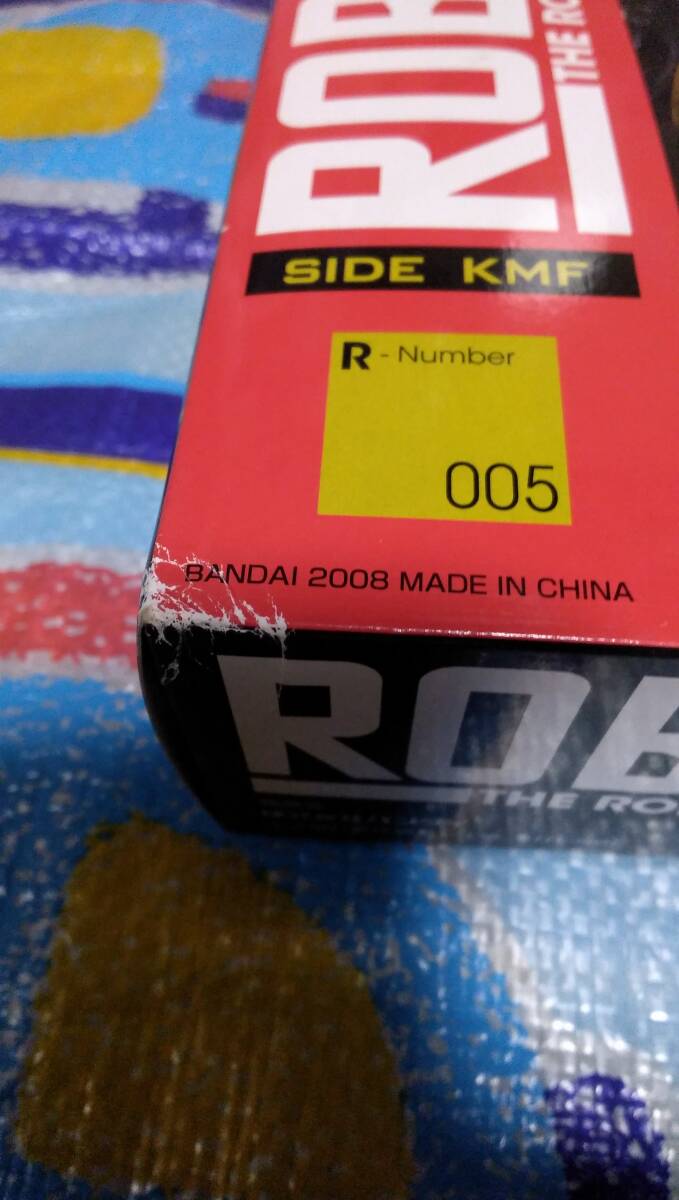 ROB
THE RO
SIDE KMF
R - Number
005
BANDAI 2008 MADE IN CHINA
ROB
THE RO